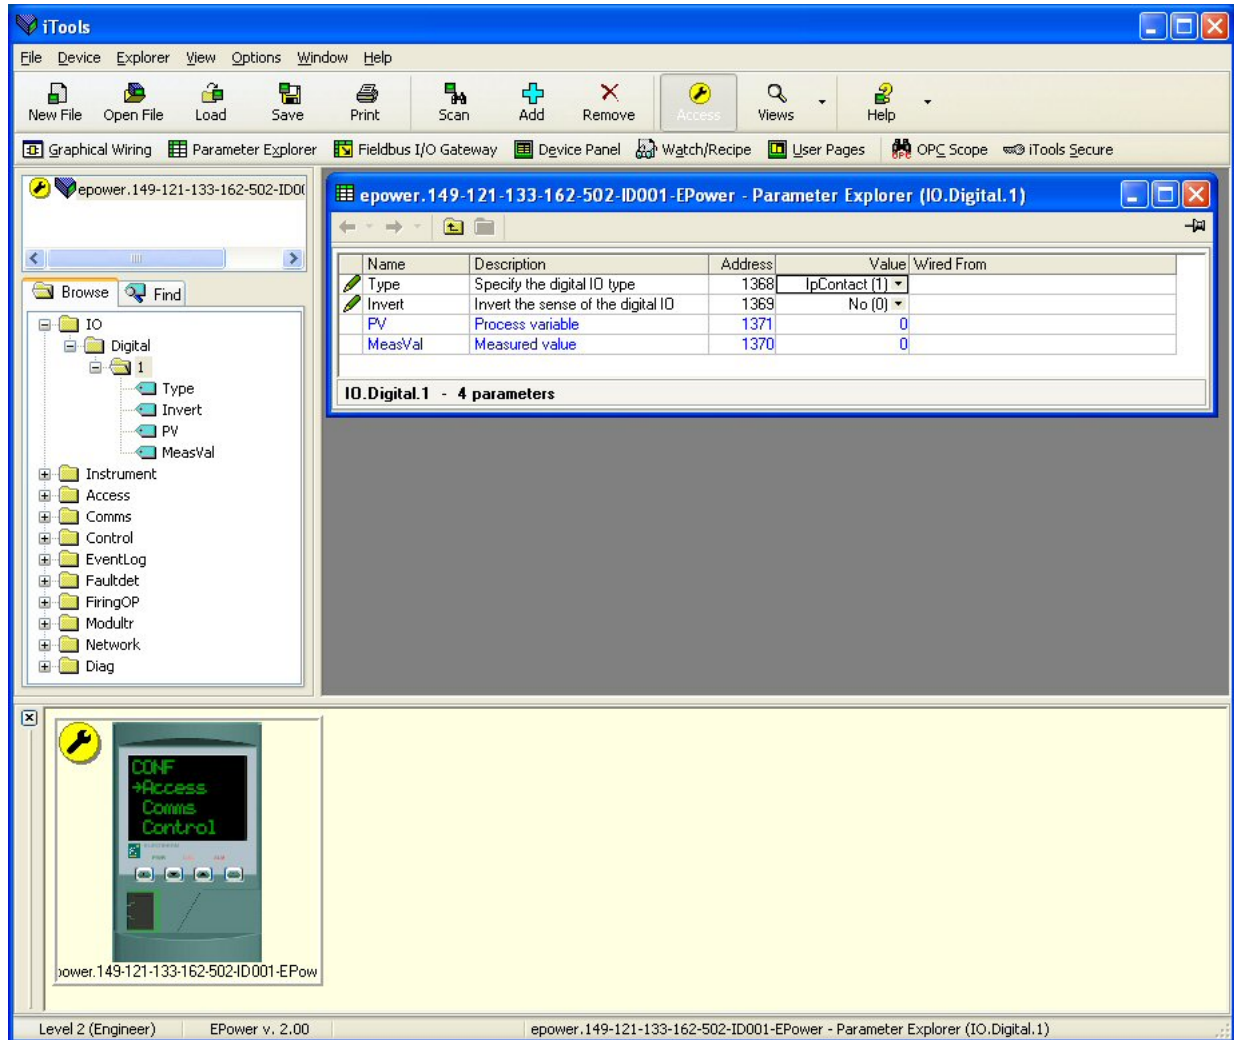 iTools
File Device Explorer View Options Window Help
New File Open File Load Save Print Scan Add Remove Access Views Help
Graphical Wiring Parameter Explorer Fieldbus I/O Gateway Device Panel Watch/Recipe User Pages OPC Scope iTools Secure
epower.149-121-133-162-502-ID00
Browse Find
IO
Digital
1
Type
Invert
PV
MeasVal
Instrument
Access
Comms
Control
EventLog
Faultdet
FiringOP
Modultr
Network
Diag
epower.149-121-133-162-502-ID001-EPower - Parameter Explorer (IO.Digital.1)
Name Description Address Value Wired From
Type Specify the digital IO type 1368 IpContact (1)
Invert Invert the sense of the digital IO 1369 No (0)
PV Process variable 1371 0
MeasVal Measured value 1370 0
IO.Digital.1 - 4 parameters
CONF
→Access
Comms
Control
power.149-121-133-162-502-ID001-EPow
Level 2 (Engineer) EPower v. 2.00 epower.149-121-133-162-502-ID001-EPower - Parameter Explorer (IO.Digital.1)